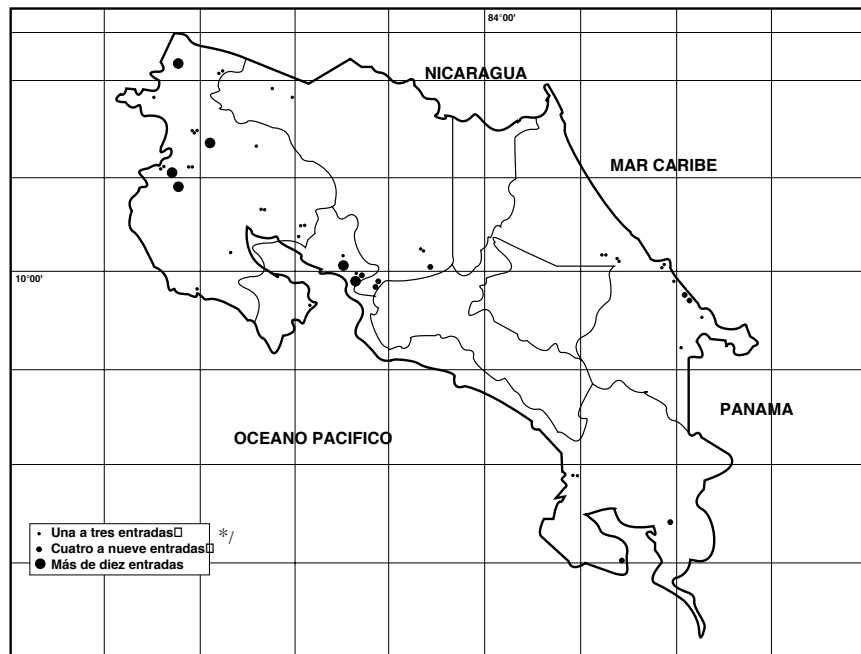 84°00'
NICARAGUA
MAR CARIBE
10°00'
PANAMA
OCEANO PACIFICO
Una a tres entradas□ */
Cuatro a nueve entradas□
Más de diez entradas